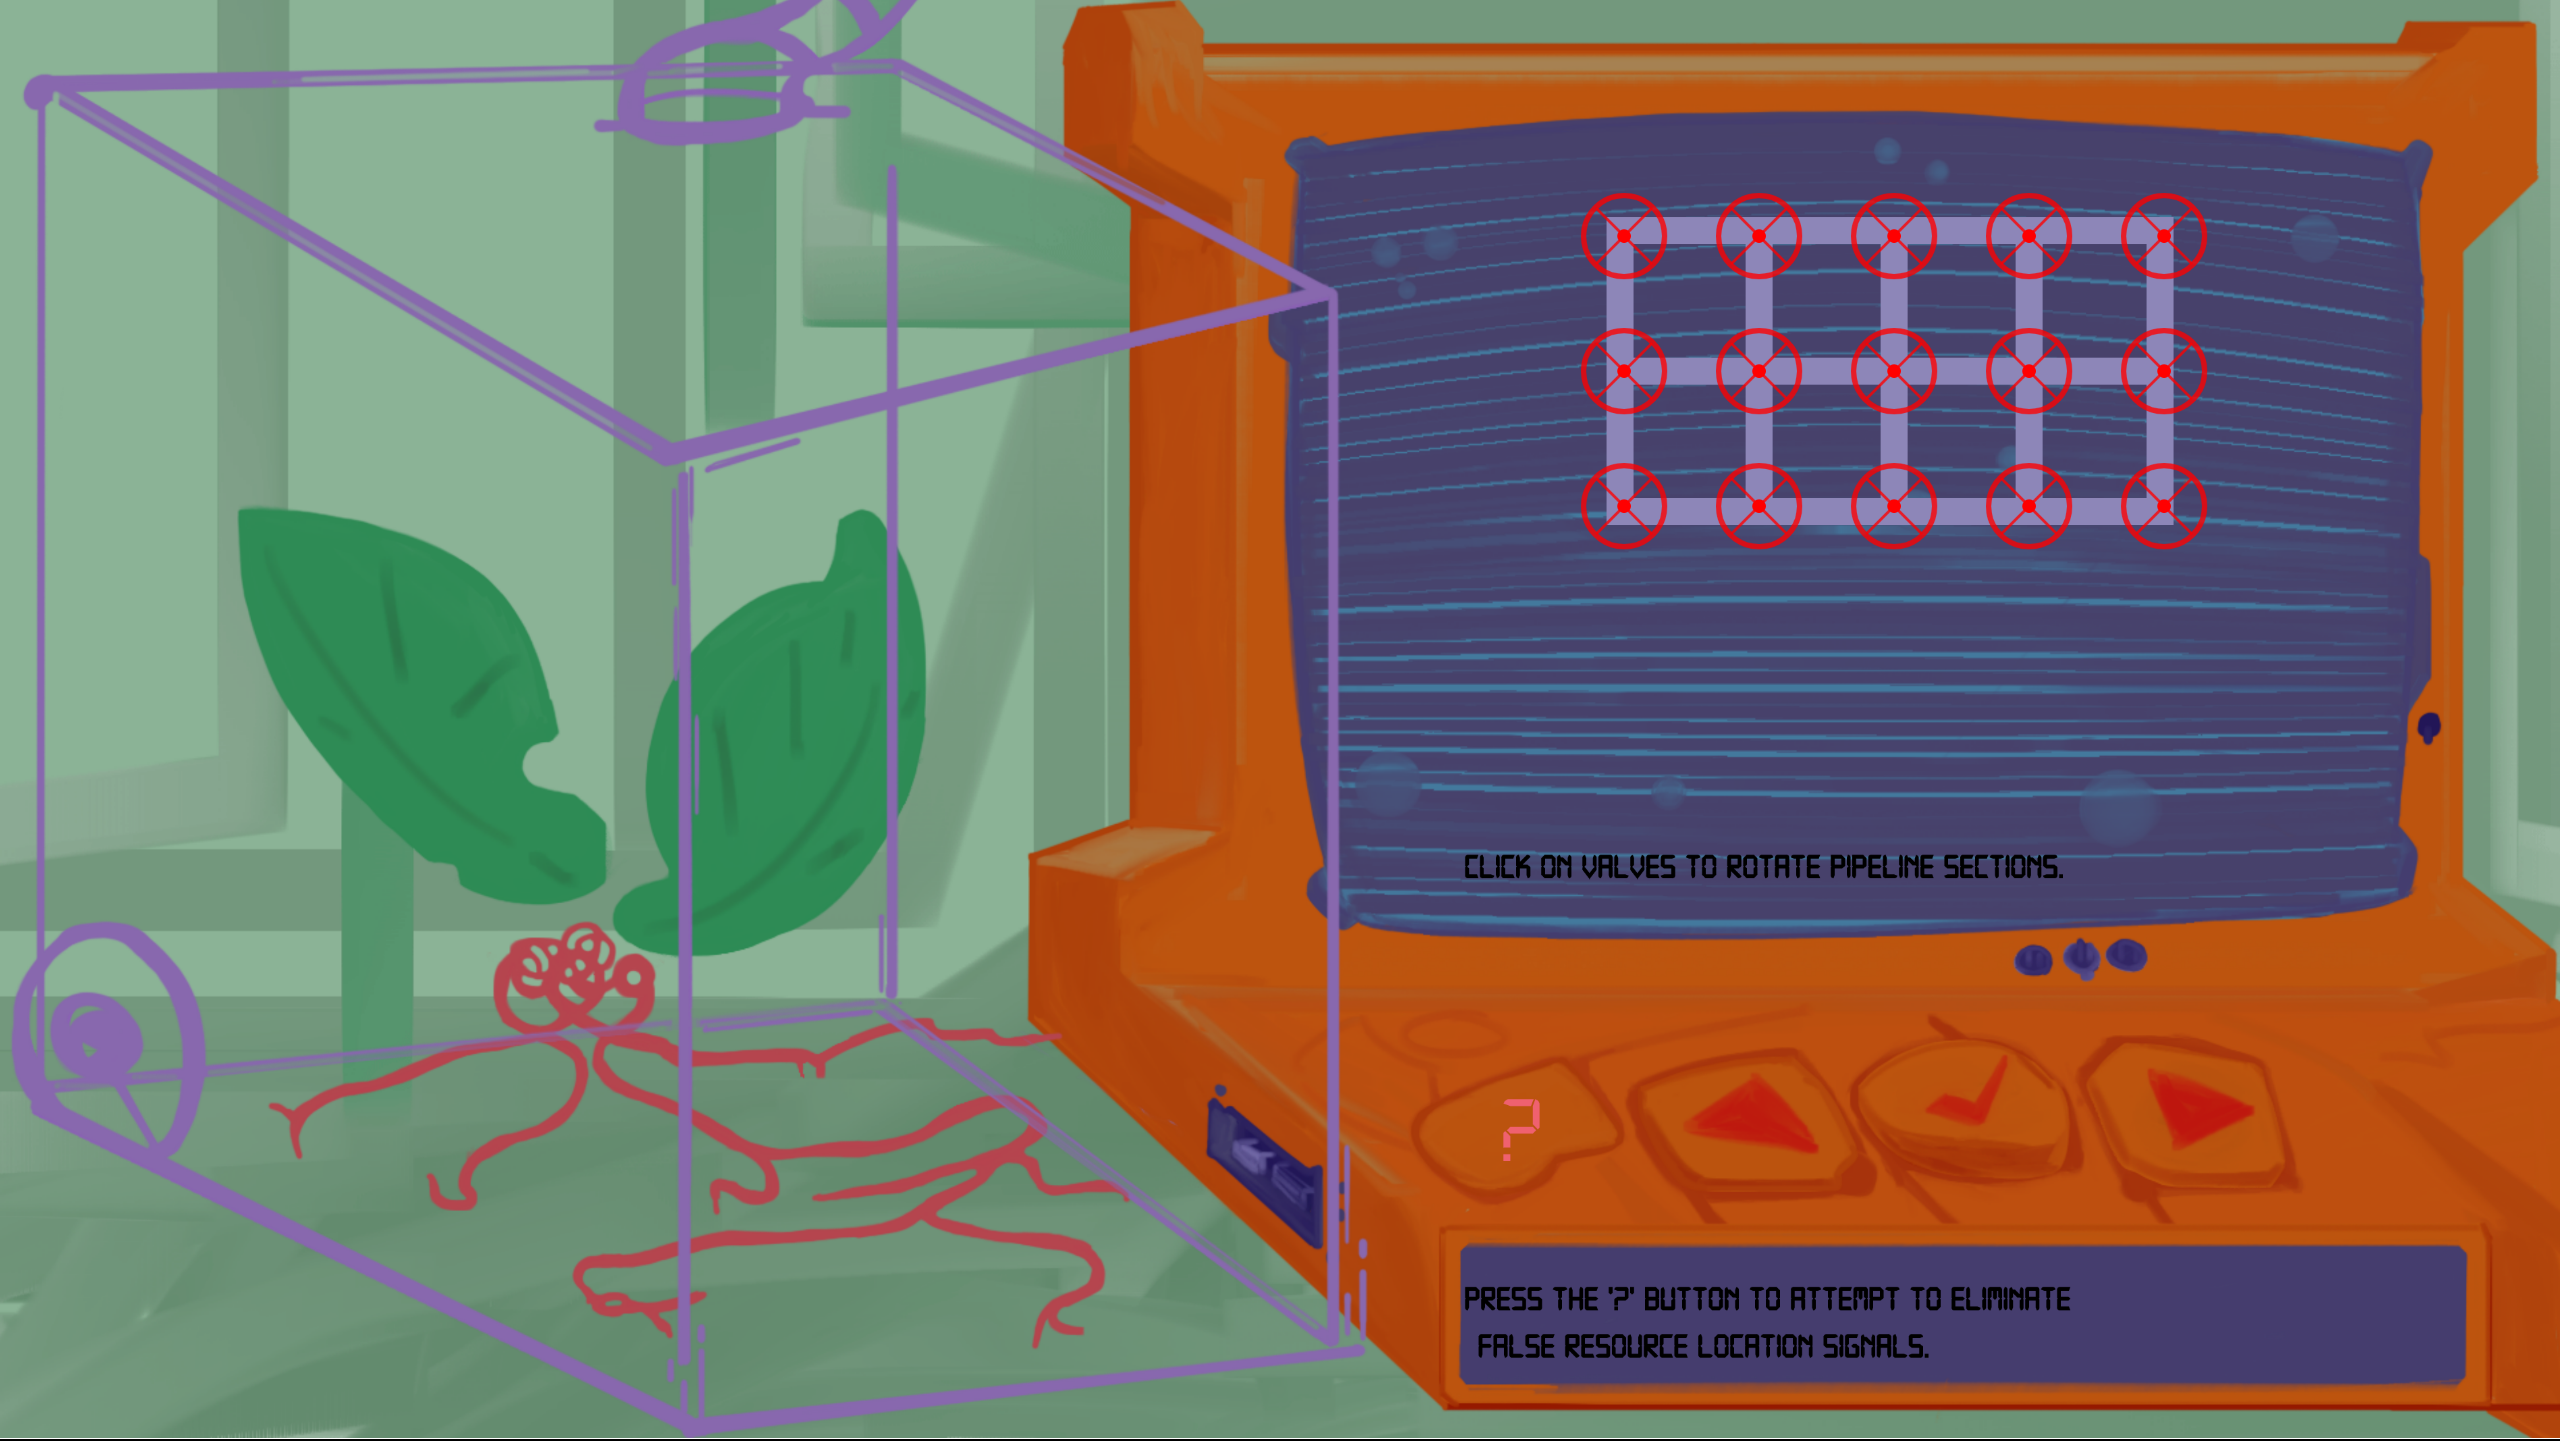 CLICK ON VALVES TO ROTATE PIPELINE SECTIONS.
?
PRESS THE '?' BUTTON TO ATTEMPT TO ELIMINATE
FALSE RESOURCE LOCATION SIGNALS.